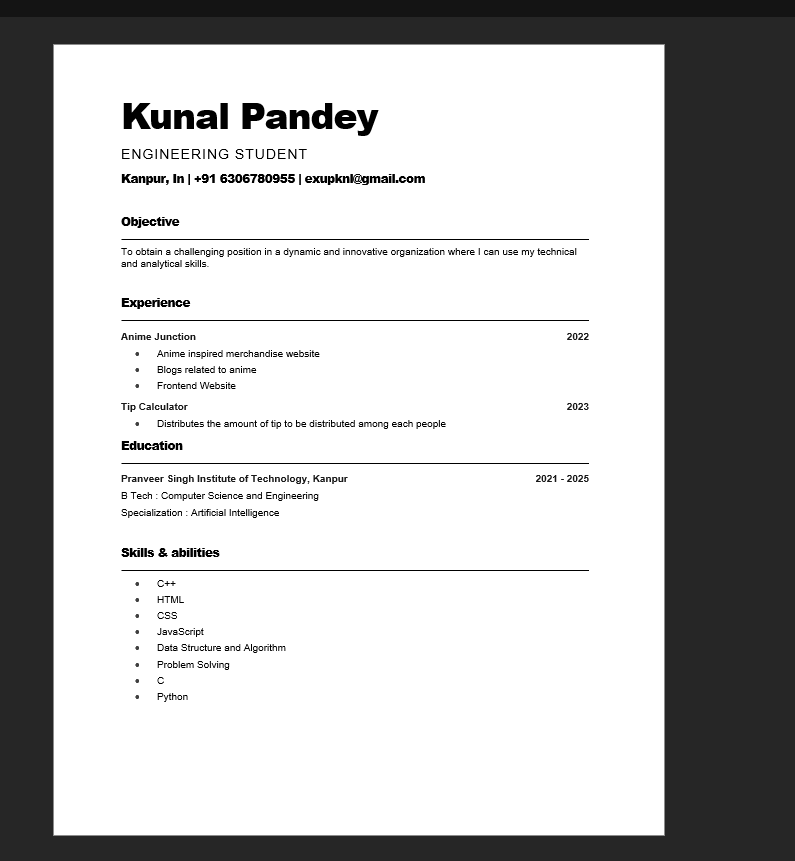 Kunal Pandey
ENGINEERING STUDENT
Kanpur, In | +91 6306780955 | exupknl@gmail.com
Objective
To obtain a challenging position in a dynamic and innovative organization where I can use my technical
and analytical skills.
Experience
Anime Junction 2022
• Anime inspired merchandise website
• Blogs related to anime
• Frontend Website
Tip Calculator 2023
• Distributes the amount of tip to be distributed among each people
Education
Pranveer Singh Institute of Technology, Kanpur 2021 - 2025
B Tech : Computer Science and Engineering
Specialization : Artificial Intelligence
Skills & abilities
• C++
• HTML
• CSS
• JavaScript
• Data Structure and Algorithm
• Problem Solving
• C
• Python